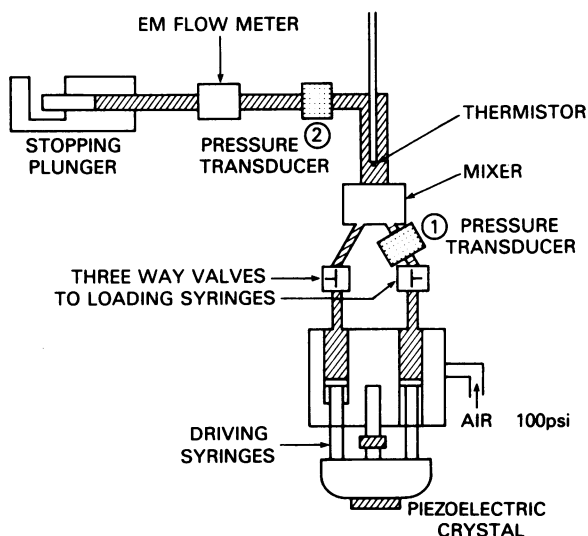 EM FLOW METER
STOPPING
PLUNGER
②
PRESSURE
TRANSDUCER
THERMISTOR
MIXER
① PRESSURE
TRANSDUCER
THREE WAY VALVES
TO LOADING SYRINGES
AIR 100psi
DRIVING
SYRINGES
PIEZOELECTRIC
CRYSTAL